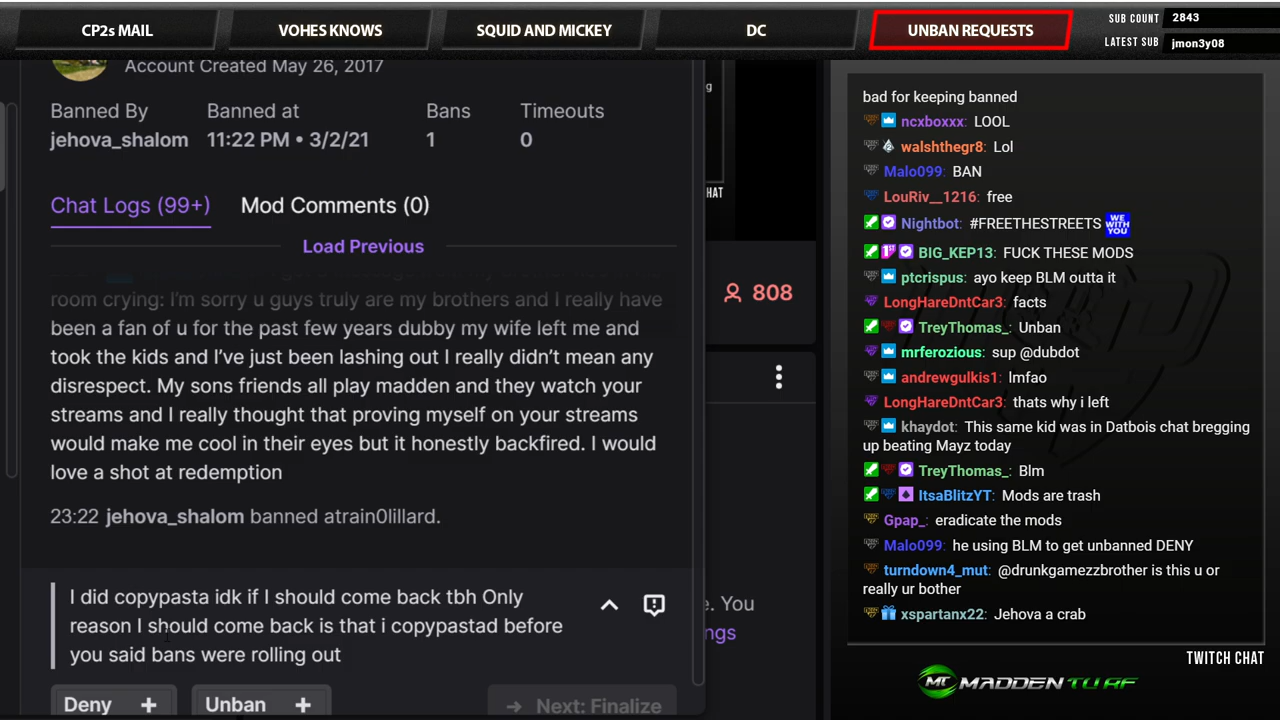 CP2s MAIL
VOHES KNOWS
SQUID AND MICKEY
DC
UNBAN REQUESTS
SUB COUNT 2843
LATEST SUB jmon3y08
Account Created May 26, 2017
Banned By
jehova_shalom
Banned at
11:22 PM • 3/2/21
Bans
1
Timeouts
0
Chat Logs (99+)
Mod Comments (0)
Load Previous
room crying: I'm sorry u guys truly are my brothers and I really have
been a fan of u for the past few years dubby my wife left me and
took the kids and I've just been lashing out I really didn't mean any
disrespect. My sons friends all play madden and they watch your
streams and I really thought that proving myself on your streams
would make me cool in their eyes but it honestly backfired. I would
love a shot at redemption
23:22 jehova_shalom banned atrain0lillard.
I did copypasta idk if I should come back tbh Only
reason I should come back is that i copypastad before
you said bans were rolling out
Deny +
Unban +
→ Next: Finalize
g
HAT
808
e. You
ngs
bad for keeping banned
ncxboxxx: LOOL
walshthegr8: Lol
Malo099: BAN
LouRiv__1216: free
Nightbot: #FREETHESTREETS WE WITH YOU
BIG_KEP13: FUCK THESE MODS
ptcrispus: ayo keep BLM outta it
LongHareDntCar3: facts
TreyThomas_: Unban
mrferozious: sup @dubdot
andrewgulkis1: lmfao
LongHareDntCar3: thats why i left
khaydot: This same kid was in Datbois chat bregging
up beating Mayz today
TreyThomas_: Blm
ItsaBlitzYT: Mods are trash
Gpap_: eradicate the mods
Malo099: he using BLM to get unbanned DENY
turndown4_mut: @drunkgamezzbrother is this u or
really ur bother
xspartanx22: Jehova a crab
TWITCH CHAT
MADDEN TURF